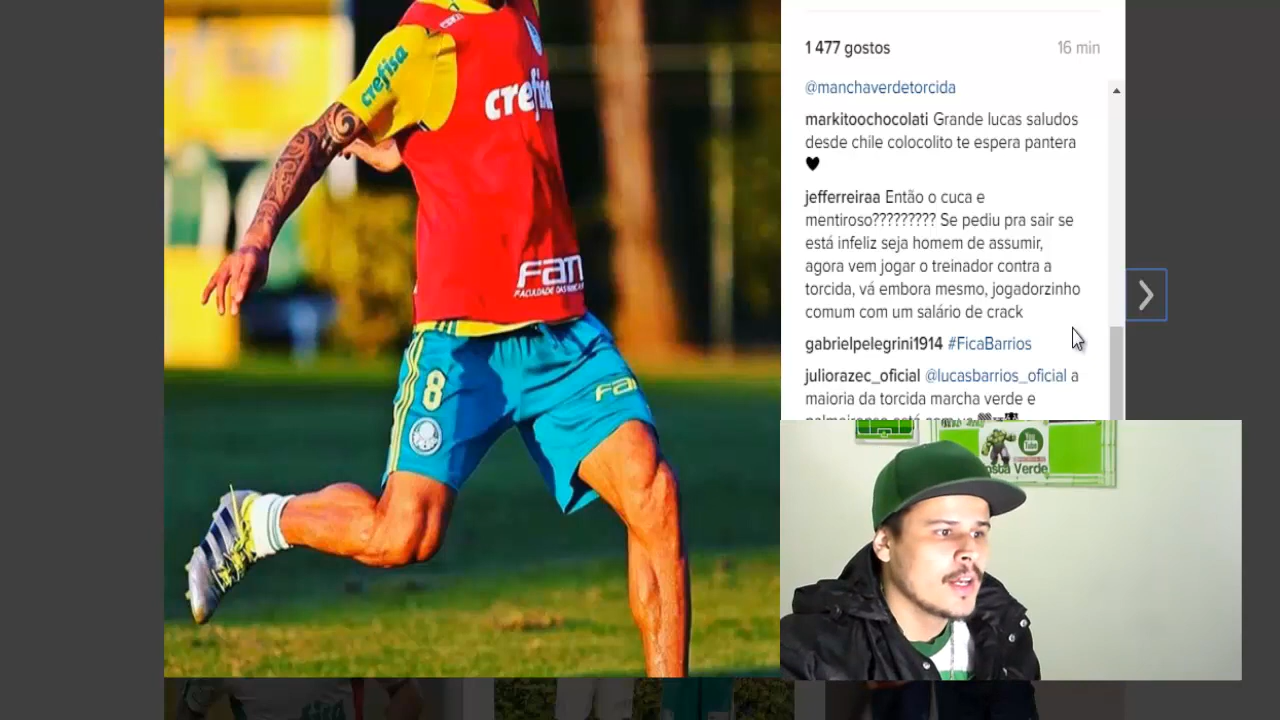 crefisa
crefisa
FAM
FACULDADE DAS AMÉRICAS
8
1 477 gostos
16 min
@manchaverdetorcida
markitoochocolati Grande lucas saludos
desde chile colocolito te espera pantera
jefferreiraa Então o cuca e
mentiroso????????? Se pediu pra sair se
está infeliz seja homem de assumir,
agora vem jogar o treinador contra a
torcida, vá embora mesmo, jogadorzinho
comum com um salário de crack
gabrielpelegrini1914 #FicaBarrios
juliorazec_oficial @lucasbarrios_oficial a
maioria da torcida marcha verde e
You
Tube
Verde